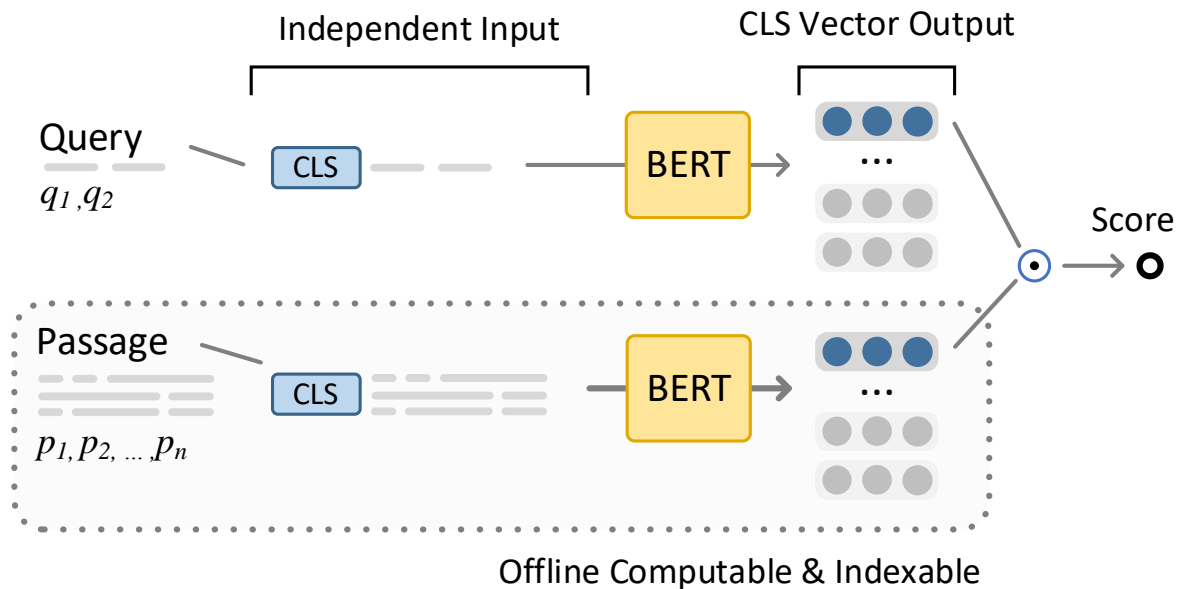 Independent Input
CLS Vector Output
Query
q1 ,q2
CLS
BERT
...
Score
Passage
p1, p2, ... ,pn
CLS
BERT
...
Offline Computable & Indexable